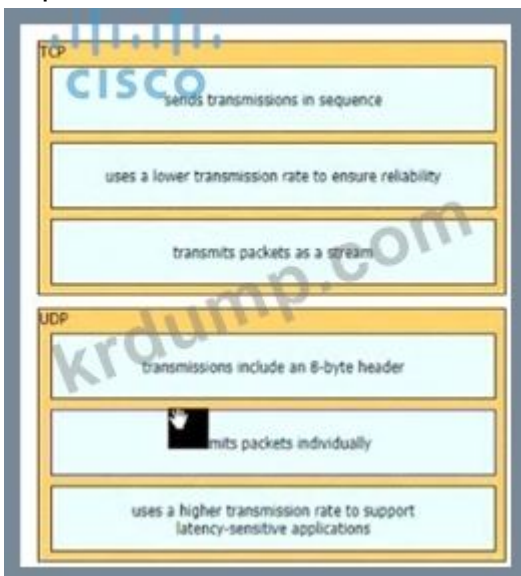 TCP
CISCO
sends transmissions in sequence
uses a lower transmission rate to ensure reliability
transmits packets as a stream
krdump.com
UDP
transmissions include an 8-byte header
mits packets individually
uses a higher transmission rate to support
latency-sensitive applications